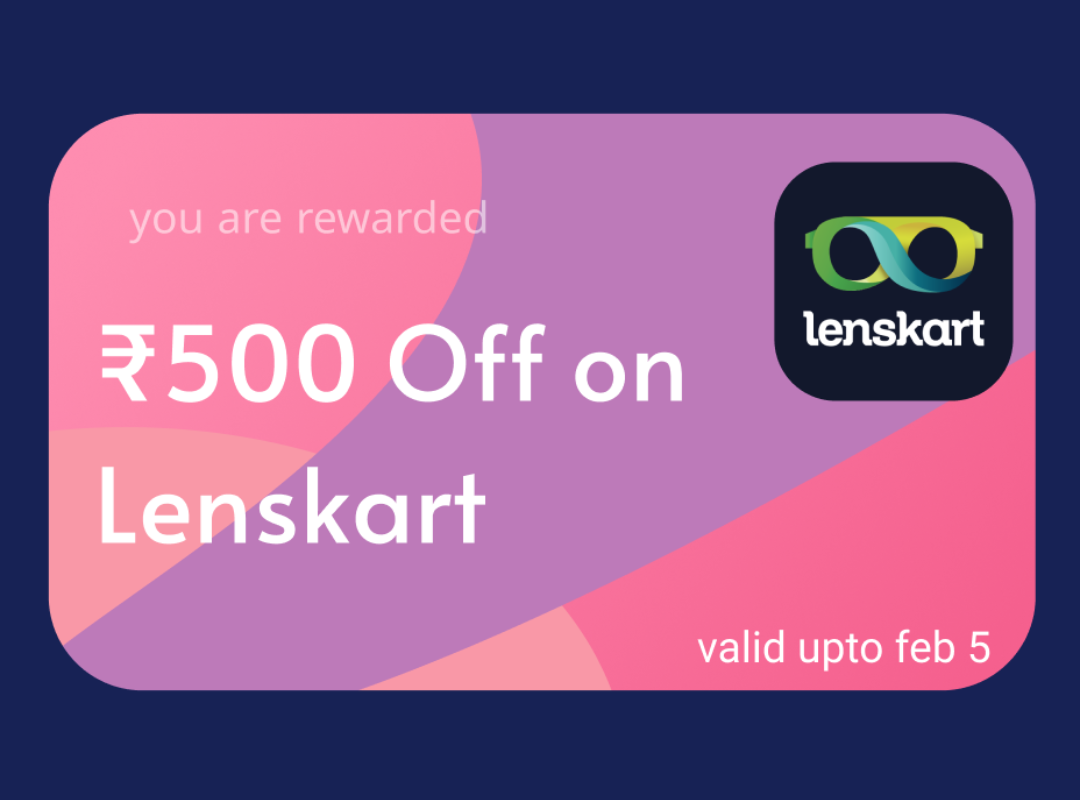 you are rewarded
lenskart
₹500 Off on
Lenskart
valid upto feb 5